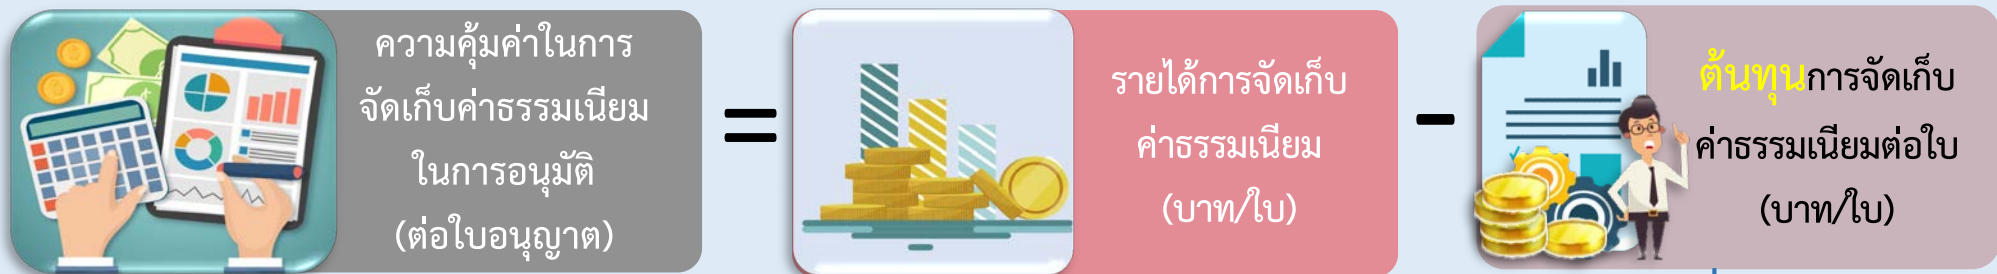 ความคุ้มค่าในการ
จัดเก็บค่าธรรมเนียม
ในการอนุมัติ
(ต่อใบอนุญาต)
=
รายได้การจัดเก็บ
ค่าธรรมเนียม
(บาท/ใบ)
-
ต้นทุนการจัดเก็บ
ค่าธรรมเนียมต่อใบ
(บาท/ใบ)